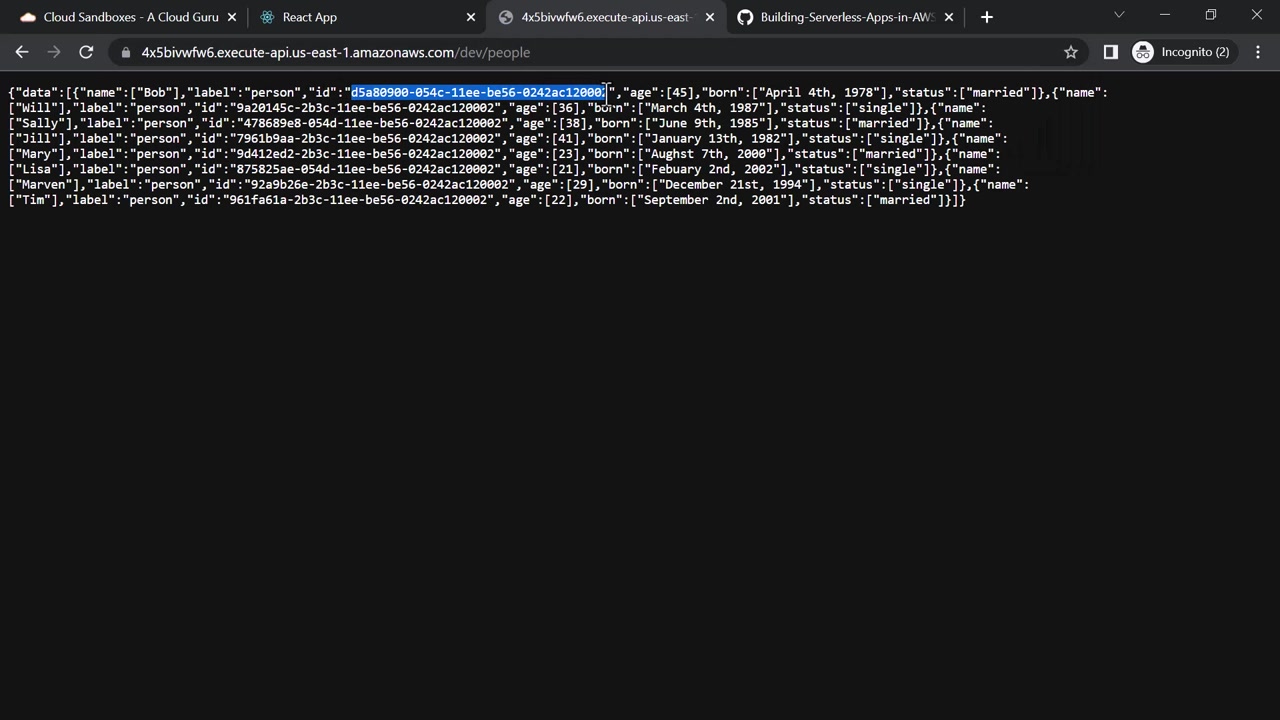 Cloud Sandboxes - A Cloud Guru
React App
4x5bivwfw6.execute-api.us-east-
Building-Serverless-Apps-in-AWS
4x5bivwfw6.execute-api.us-east-1.amazonaws.com/dev/people
Incognito (2)
{"data":[{"name":["Bob"],"label":"person","id":"d5a80900-054c-11ee-be56-0242ac120002","age":[45],"born":["April 4th, 1978"],"status":["married"]},{"name":
["Will"],"label":"person","id":"9a20145c-2b3c-11ee-be56-0242ac120002","age":[36],"born":["March 4th, 1987"],"status":["single"]},{"name":
["Sally"],"label":"person","id":"478689e8-054d-11ee-be56-0242ac120002","age":[38],"born":["June 9th, 1985"],"status":["married"]},{"name":
["Jill"],"label":"person","id":"7961b9aa-2b3c-11ee-be56-0242ac120002","age":[41],"born":["January 13th, 1982"],"status":["single"]},{"name":
["Mary"],"label":"person","id":"9d412ed2-2b3c-11ee-be56-0242ac120002","age":[23],"born":["Aughst 7th, 2000"],"status":["married"]},{"name":
["Lisa"],"label":"person","id":"875825ae-054d-11ee-be56-0242ac120002","age":[21],"born":["Febuary 2nd, 2002"],"status":["single"]},{"name":
["Marven"],"label":"person","id":"92a9b26e-2b3c-11ee-be56-0242ac120002","age":[29],"born":["December 21st, 1994"],"status":["single"]},{"name":
["Tim"],"label":"person","id":"961fa61a-2b3c-11ee-be56-0242ac120002","age":[22],"born":["September 2nd, 2001"],"status":["married"]}]}